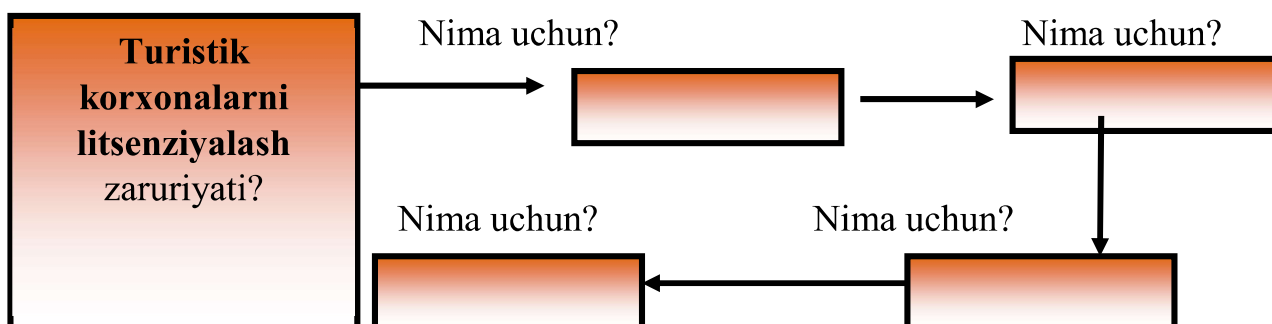 Turistik
korxonalarni
litsenziyalash
zaruriyati?
Nima uchun?
Nima uchun?
Nima uchun?
Nima uchun?